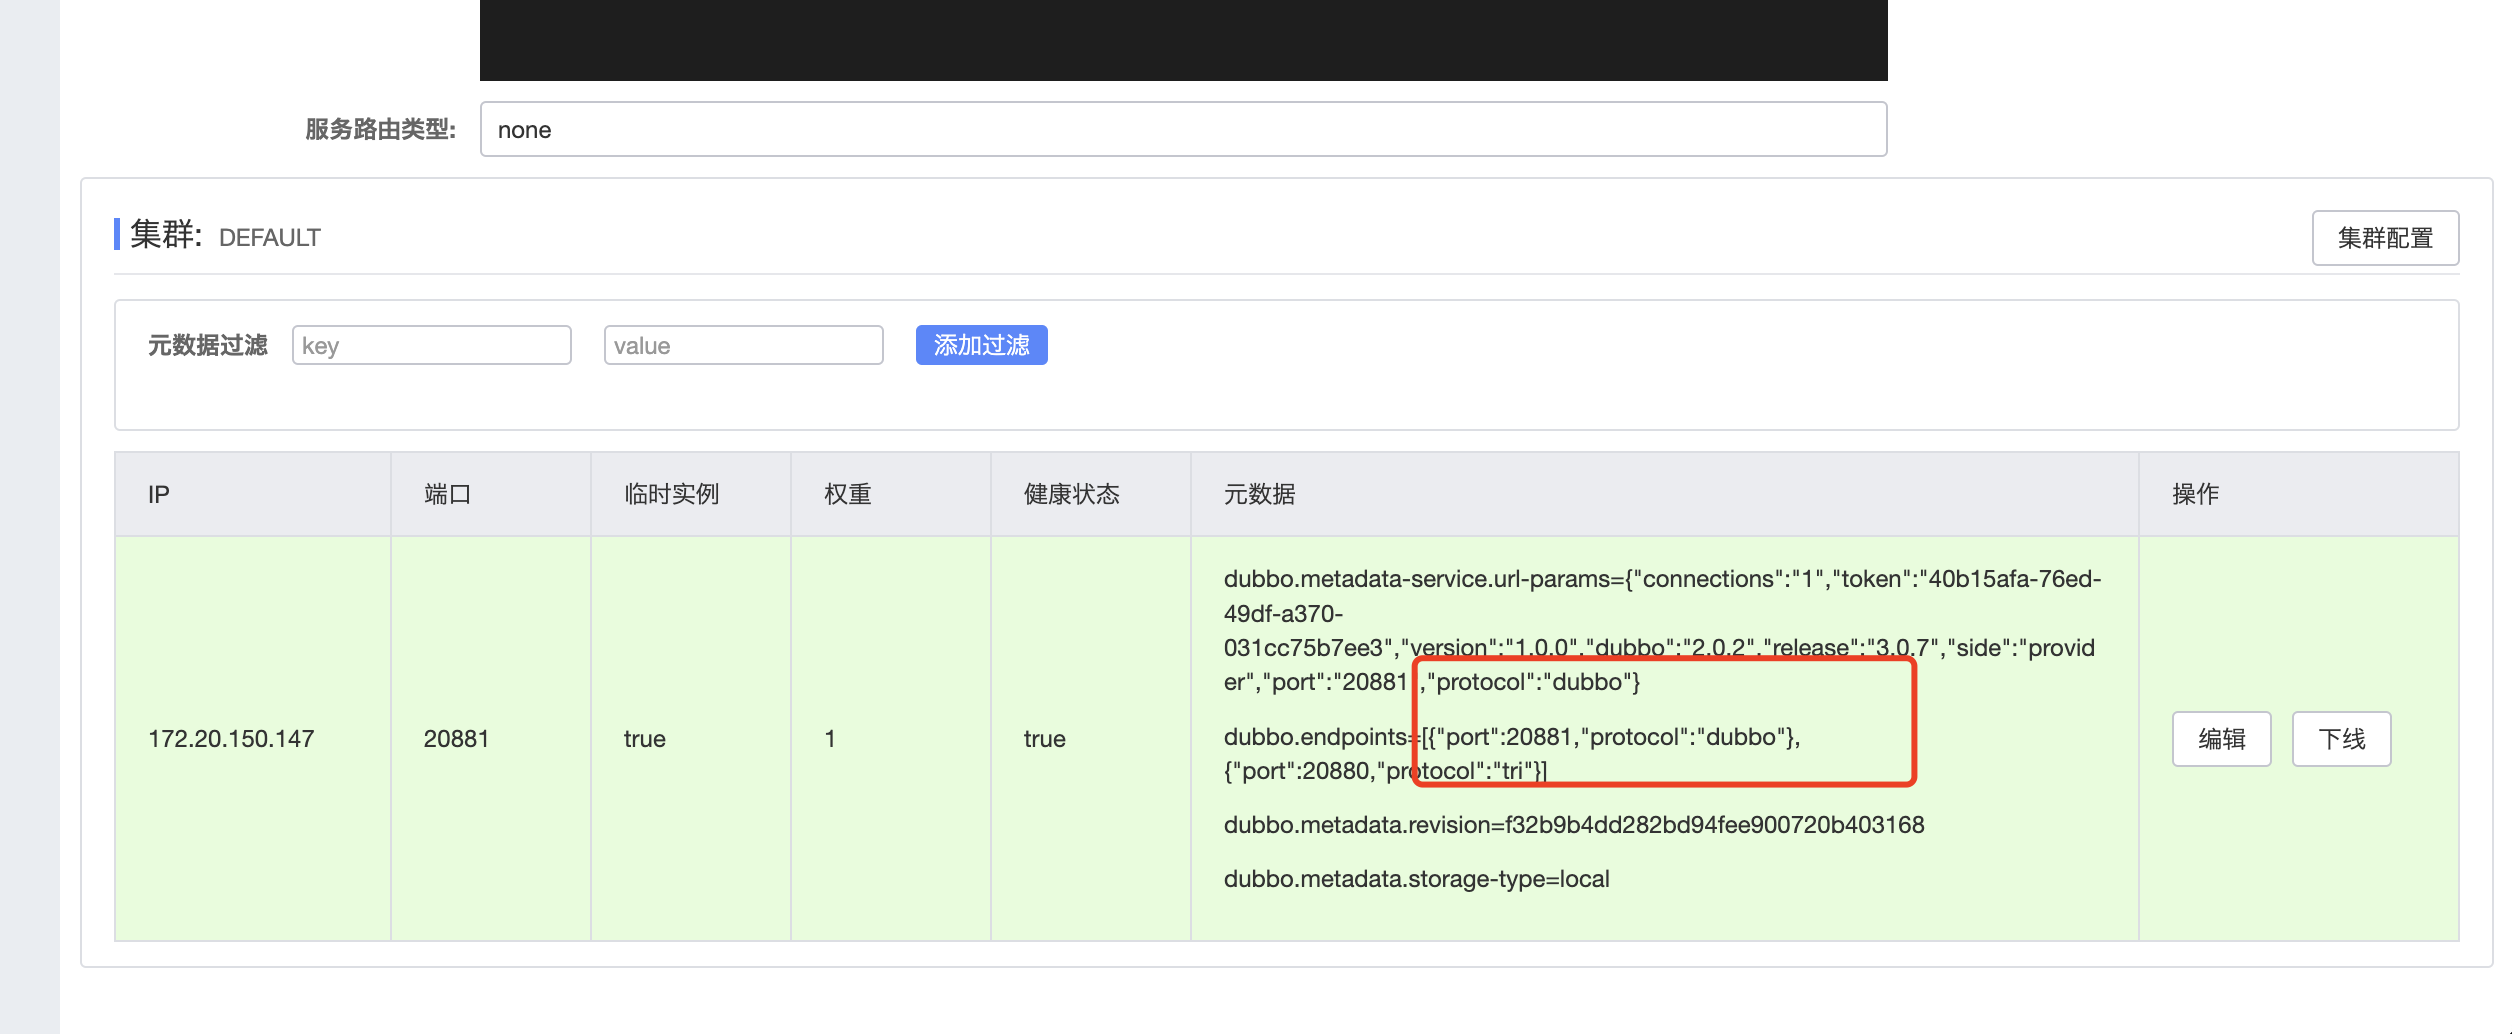 服务路由类型: none
集群: DEFAULT 集群配置
元数据过滤 key value 添加过滤
IP 端口 临时实例 权重 健康状态 元数据 操作
172.20.150.147 20881 true 1 true
dubbo.metadata-service.url-params={"connections":"1","token":"40b15afa-76ed-
49df-a370-
031cc75b7ee3","version":"1.0.0","dubbo":"2.0.2","release":"3.0.7","side":"provid
er","port":"20881","protocol":"dubbo"}
dubbo.endpoints=[{"port":20881,"protocol":"dubbo"},
{"port":20880,"protocol":"tri"}]
dubbo.metadata.revision=f32b9b4dd282bd94fee900720b403168
dubbo.metadata.storage-type=local
编辑 下线